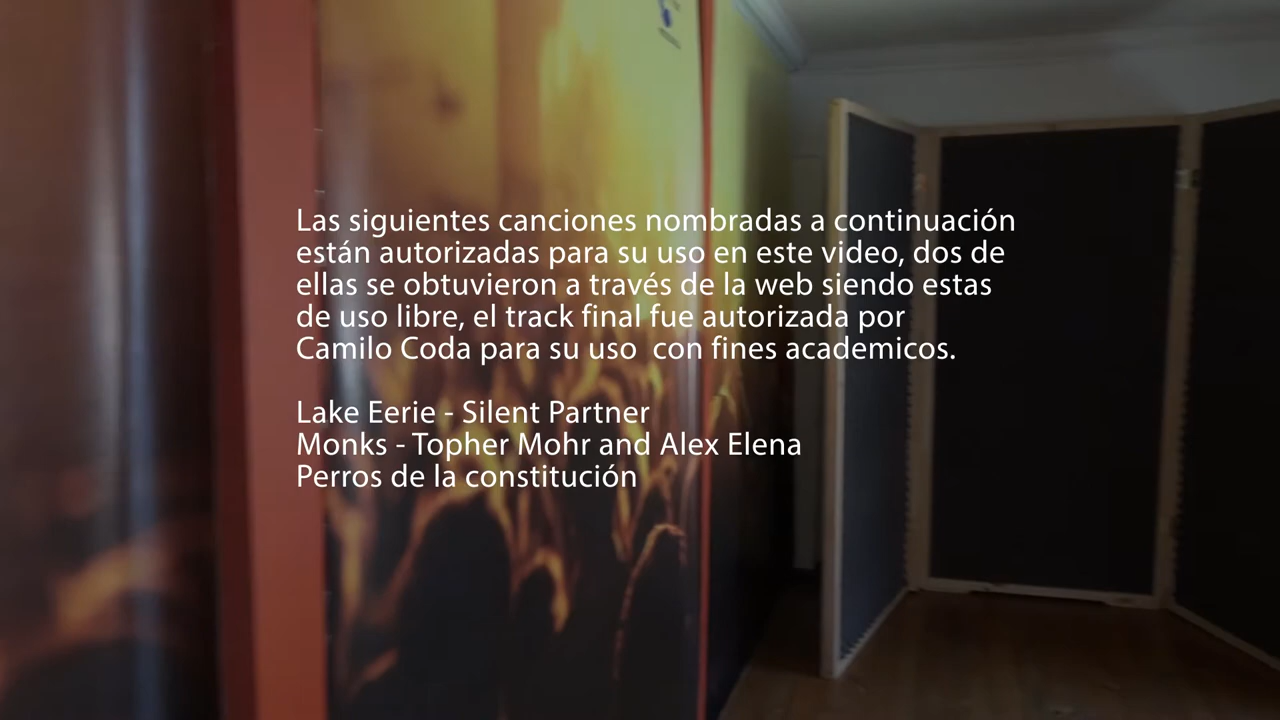 Las siguientes canciones nombradas a continuación
están autorizadas para su uso en este video, dos de
ellas se obtuvieron a través de la web siendo estas
de uso libre, el track final fue autorizada por
Camilo Coda para su uso  con fines academicos.
Lake Eerie - Silent Partner
Monks - Topher Mohr and Alex Elena
Perros de la constitución